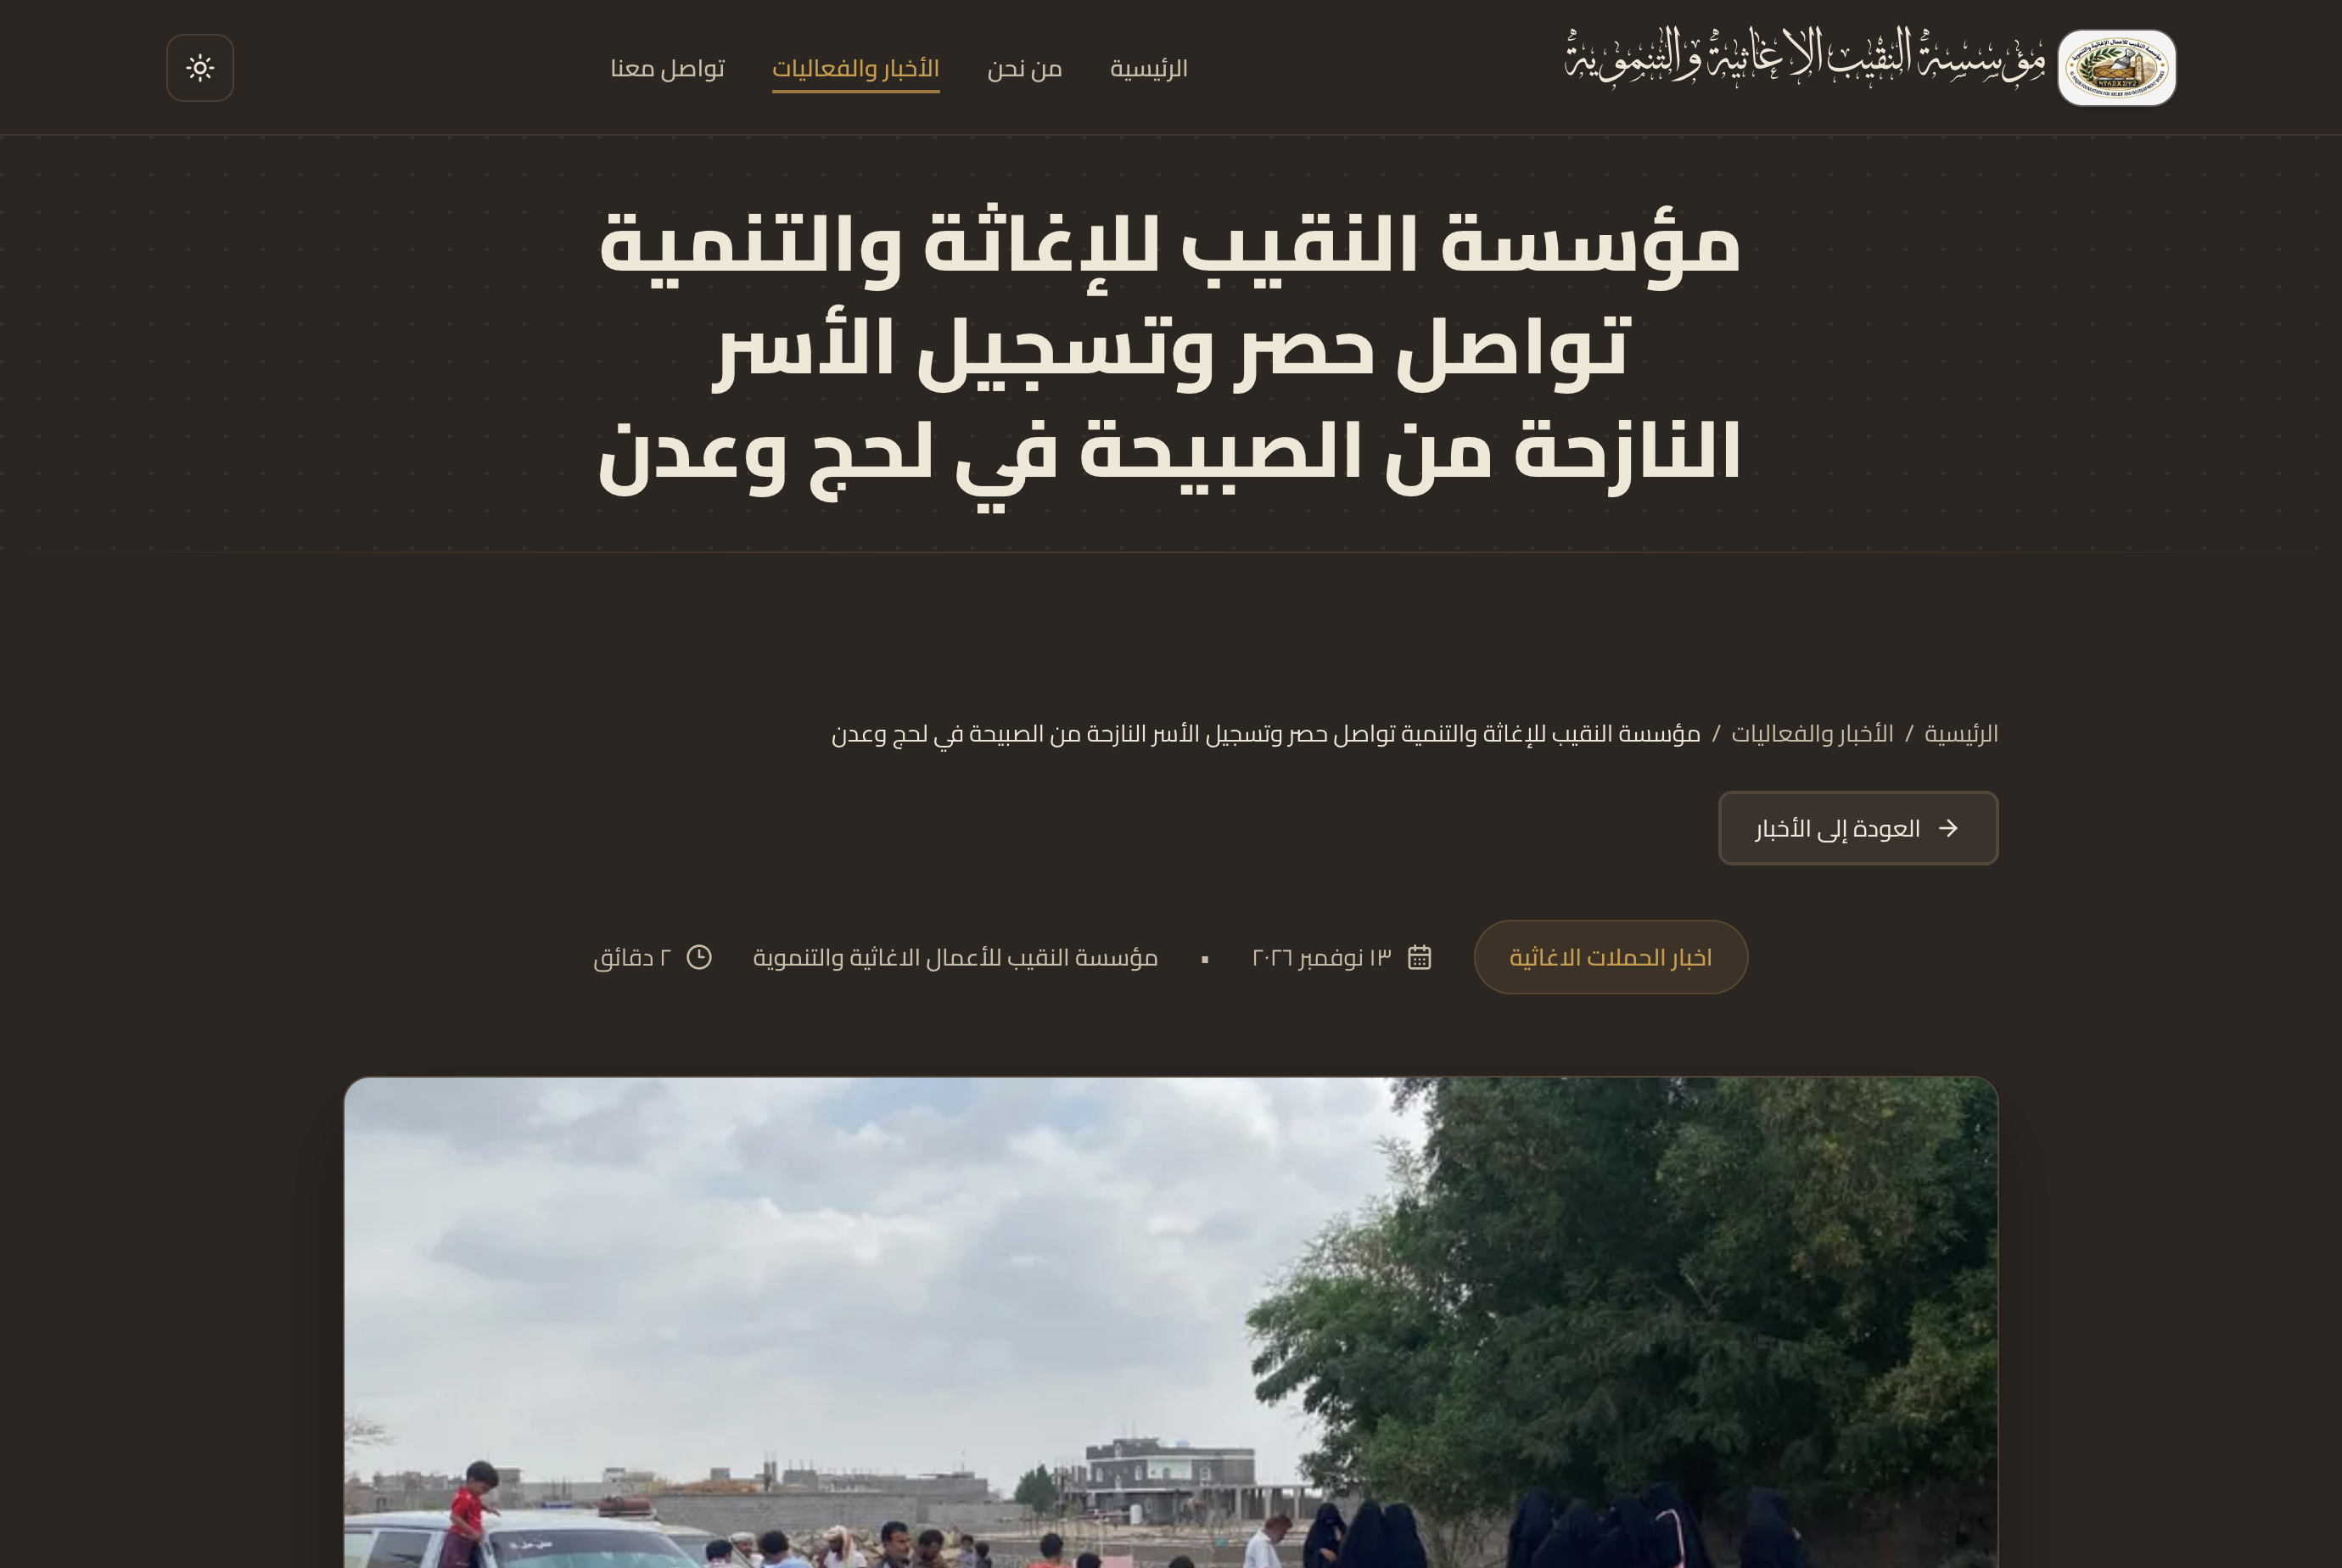 مؤسسة النقيب الاغاثية والتنموية
الرئيسية
من نحن
الأخبار والفعاليات
تواصل معنا
مؤسسة النقيب للإغاثة والتنمية
تواصل حصر وتسجيل الأسر
النازحة من الصبيحة في لحج وعدن
الرئيسية / الأخبار والفعاليات / مؤسسة النقيب للإغاثة والتنمية تواصل حصر وتسجيل الأسر النازحة من الصبيحة في لحج وعدن
العودة إلى الأخبار
اخبار الحملات الاغاثية
١٣ نوفمبر ٢٠٢٦
مؤسسة النقيب للأعمال الاغاثية والتنموية
٢ دقائق